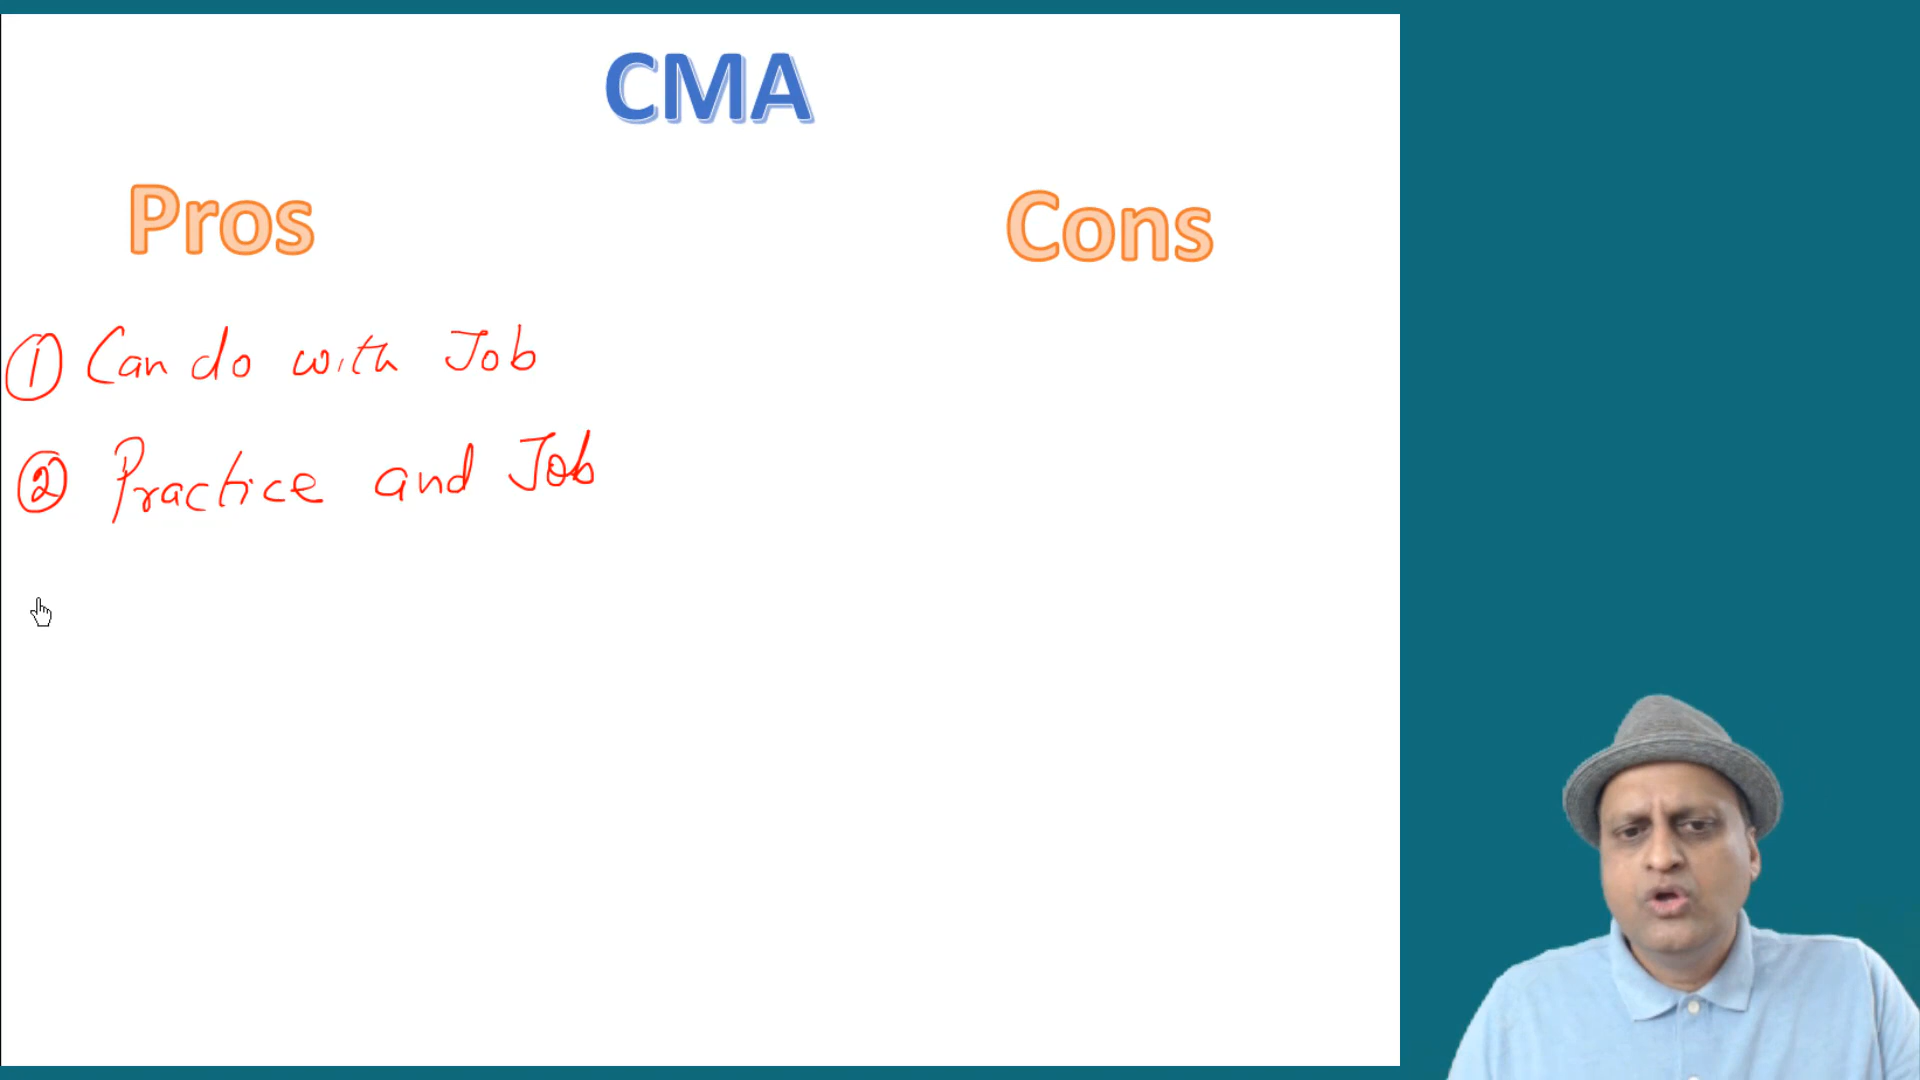 CMA
Pros
Cons
① Can do with Job
② Practice and Job